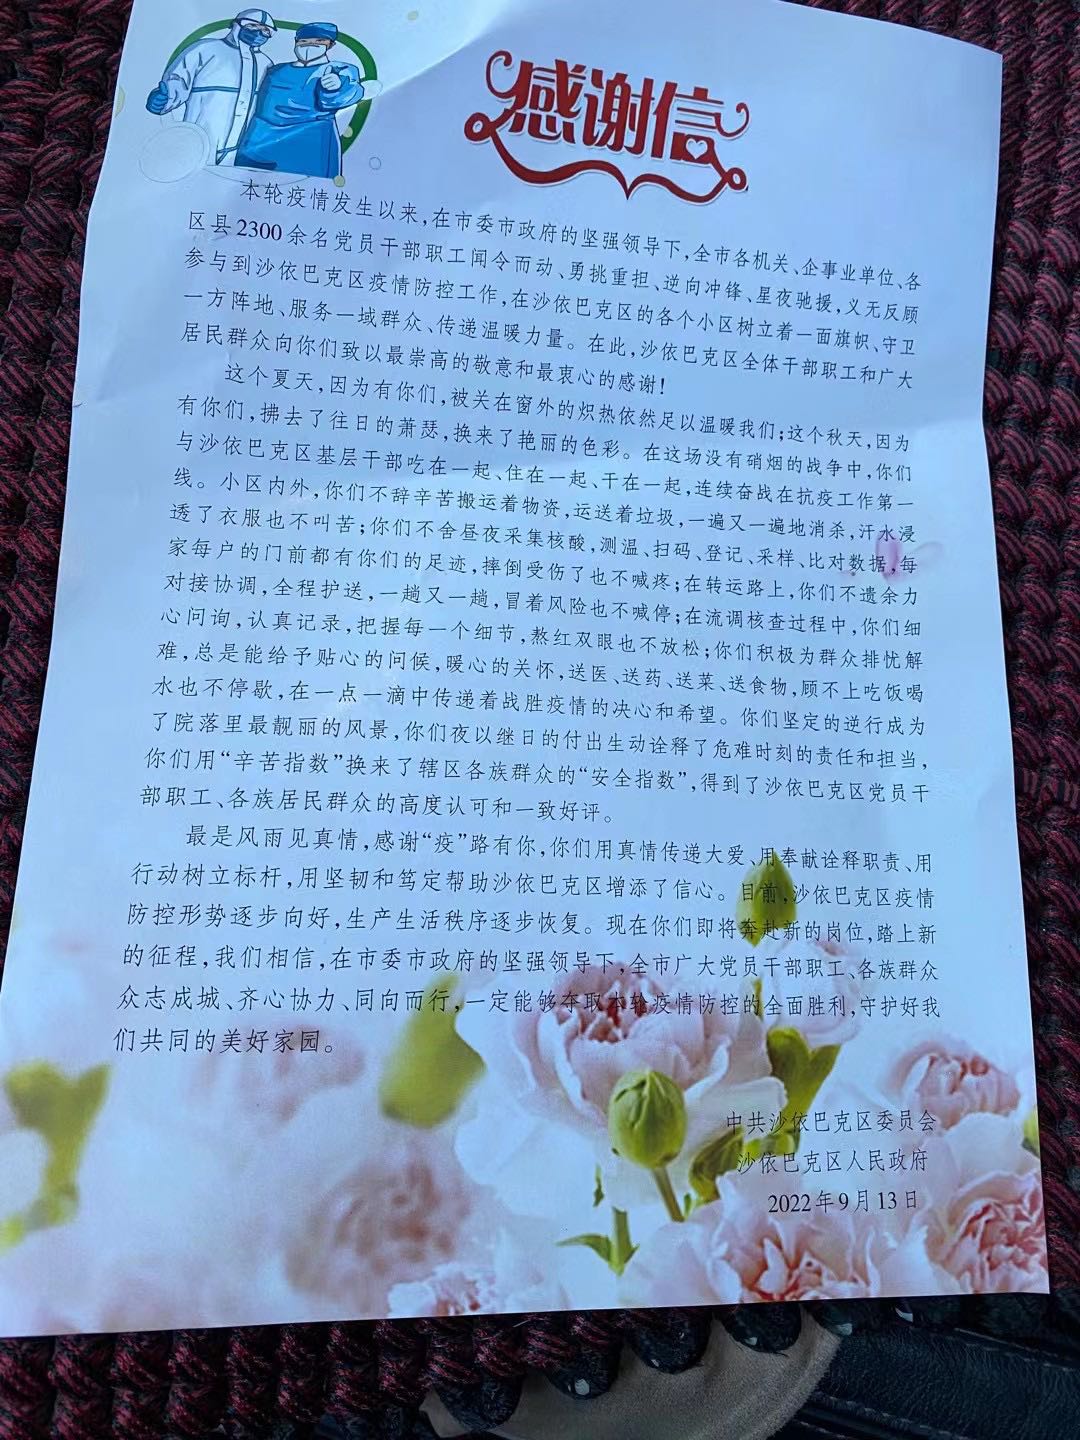 感谢信
本轮疫情发生以来,在市委市政府的坚强领导下,全市各机关、企事业单位、各
区县2300余名党员干部职工闻令而动、勇挑重担、逆向冲锋、星夜驰援,义无反顾
参与到沙依巴克区疫情防控工作,在沙依巴克区的各个小区树立着一面旗帜、守卫
一方阵地、服务一域群众、传递温暖力量。在此,沙依巴克区全体干部职工和广大
居民群众向你们致以最崇高的敬意和最衷心的感谢!
这个夏天,因为有你们,被关在窗外的炽热依然足以温暖我们;这个秋天,因为
有你们,拂去了往日的萧瑟,换来了艳丽的色彩。在这场没有硝烟的战争中,你们
与沙依巴克区基层干部吃在一起、住在一起、干在一起,连续奋战在抗疫工作第一
线。小区内外,你们不辞辛苦搬运着物资,运送着垃圾,一遍又一遍地消杀,汗水浸
透了衣服也不叫苦;你们不舍昼夜采集核酸,测温、扫码、登记、采样、比对数据,每
家每户的门前都有你们的足迹,摔倒受伤了也不喊疼;在转运路上,你们不遗余力
对接协调,全程护送,一趟又一趟,冒着风险也不喊停;在流调核查过程中,你们细
心问询,认真记录,把握每一个细节,熬红双眼也不放松;你们积极为群众排忧解
难,总是能给予贴心的问候,暖心的关怀,送医、送药、送菜、送食物,顾不上吃饭喝
水也不停歇,在一点一滴中传递着战胜疫情的决心和希望。你们坚定的逆行成为
了院落里最靓丽的风景,你们夜以继日的付出生动诠释了危难时刻的责任和担当,
你们用“辛苦指数”换来了辖区各族群众的“安全指数”,得到了沙依巴克区党员干
部职工、各族居民群众的高度认可和一致好评。
最是风雨见真情,感谢“疫”路有你,你们用真情传递大爱、用奉献诠释职责、用
行动树立标杆,用坚韧和笃定帮助沙依巴克区增添了信心。目前,沙依巴克区疫情
防控形势逐步向好,生产生活秩序逐步恢复。现在你们即将奔赴新的岗位,踏上新
的征程,我们相信,在市委市政府的坚强领导下,全市广大党员干部职工、各族群众
众志成城、齐心协力、同向而行,一定能够夺取本轮疫情防控的全面胜利,守护好我
们共同的美好家园。
中共沙依巴克区委员会
沙依巴克区人民政府
2022年9月13日